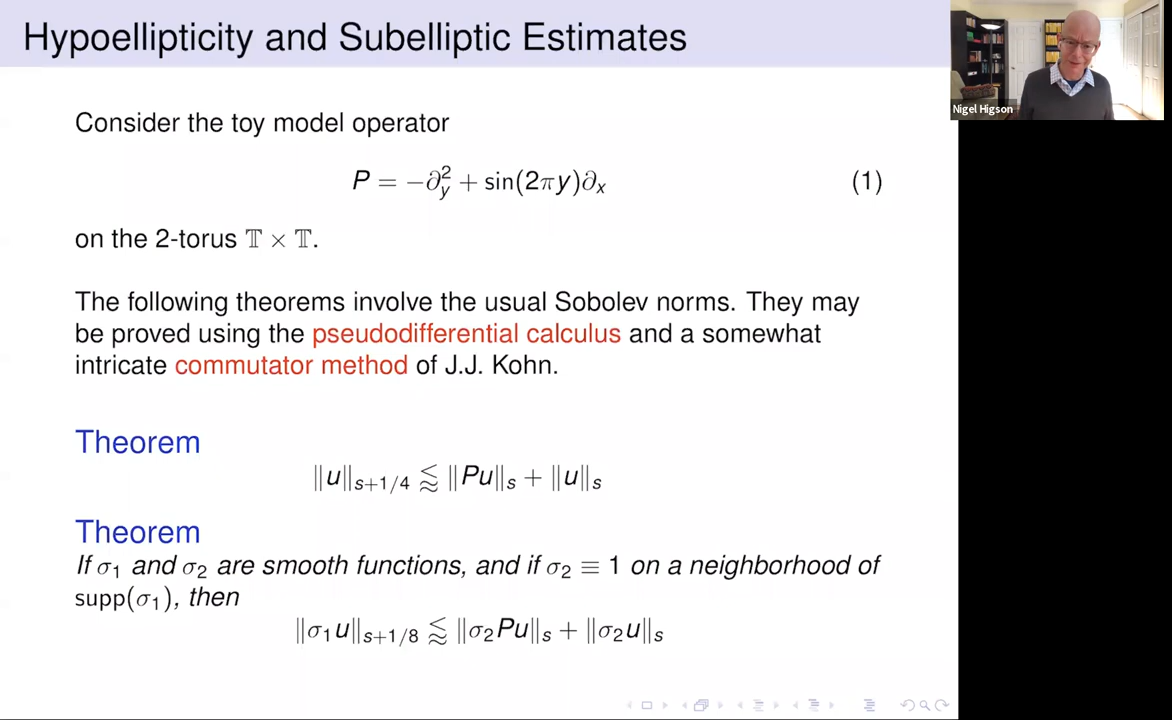 Hypoellipticity and Subelliptic Estimates
Nigel Higson
Consider the toy model operator
P = −∂²_y + sin(2πy)∂ₓ (1)
on the 2-torus 𝕋 × 𝕋.
The following theorems involve the usual Sobolev norms. They may
be proved using the pseudodifferential calculus and a somewhat
intricate commutator method of J.J. Kohn.
Theorem
‖u‖_{s+1/4} ⪅ ‖Pu‖_s + ‖u‖_s
Theorem
If σ₁ and σ₂ are smooth functions, and if σ₂ ≡ 1 on a neighborhood of
supp(σ₁), then
‖σ₁u‖_{s+1/8} ⪅ ‖σ₂Pu‖_s + ‖σ₂u‖_s